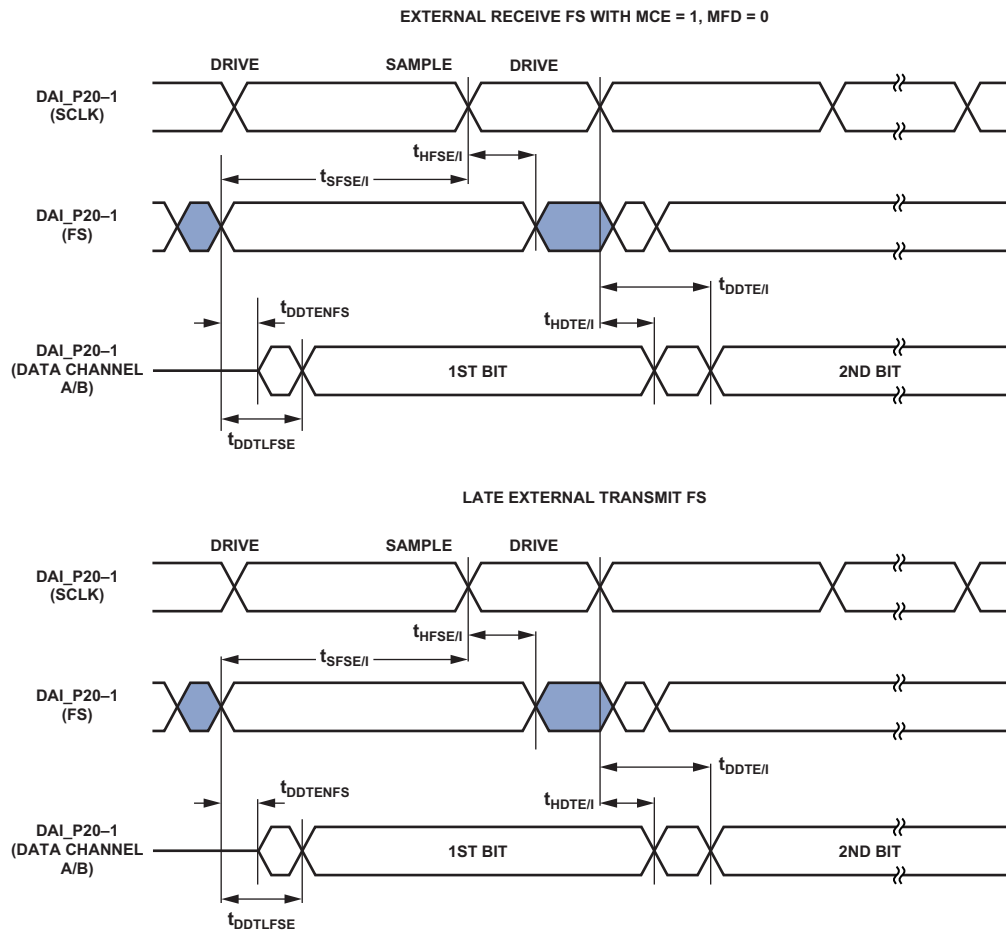 EXTERNAL RECEIVE FS WITH MCE = 1, MFD = 0
DRIVE SAMPLE DRIVE
DAI_P20–1
(SCLK)
tHFSE/I
tSFSE/I
DAI_P20–1
(FS)
tDDTE/I
tDDTENFS
tHDTE/I
DAI_P20–1
(DATA CHANNEL
A/B)
1ST BIT 2ND BIT
tDDTLFSE
LATE EXTERNAL TRANSMIT FS
DRIVE SAMPLE DRIVE
DAI_P20–1
(SCLK)
tHFSE/I
tSFSE/I
DAI_P20–1
(FS)
tDDTE/I
tDDTENFS
tHDTE/I
DAI_P20–1
(DATA CHANNEL
A/B)
1ST BIT 2ND BIT
tDDTLFSE